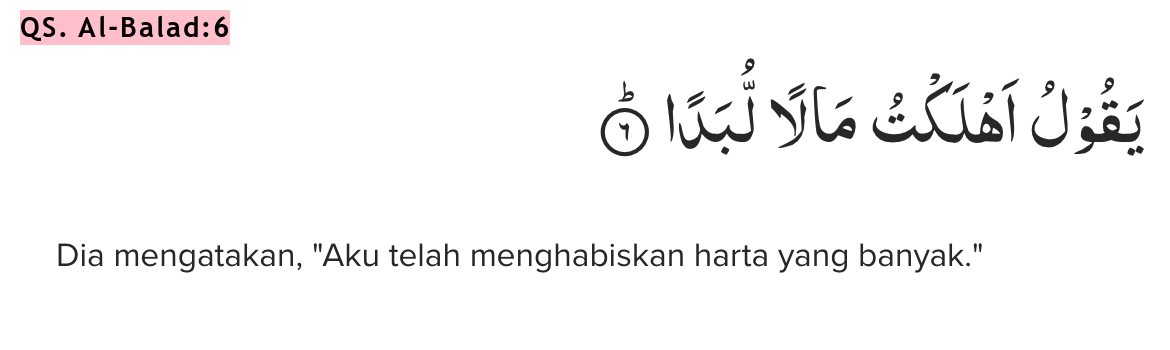 QS. Al-Balad:6
يَقُوْلُ اَهْلَكْتُ مَالًا لُّبَدًاۗ ٦
Dia mengatakan, "Aku telah menghabiskan harta yang banyak."